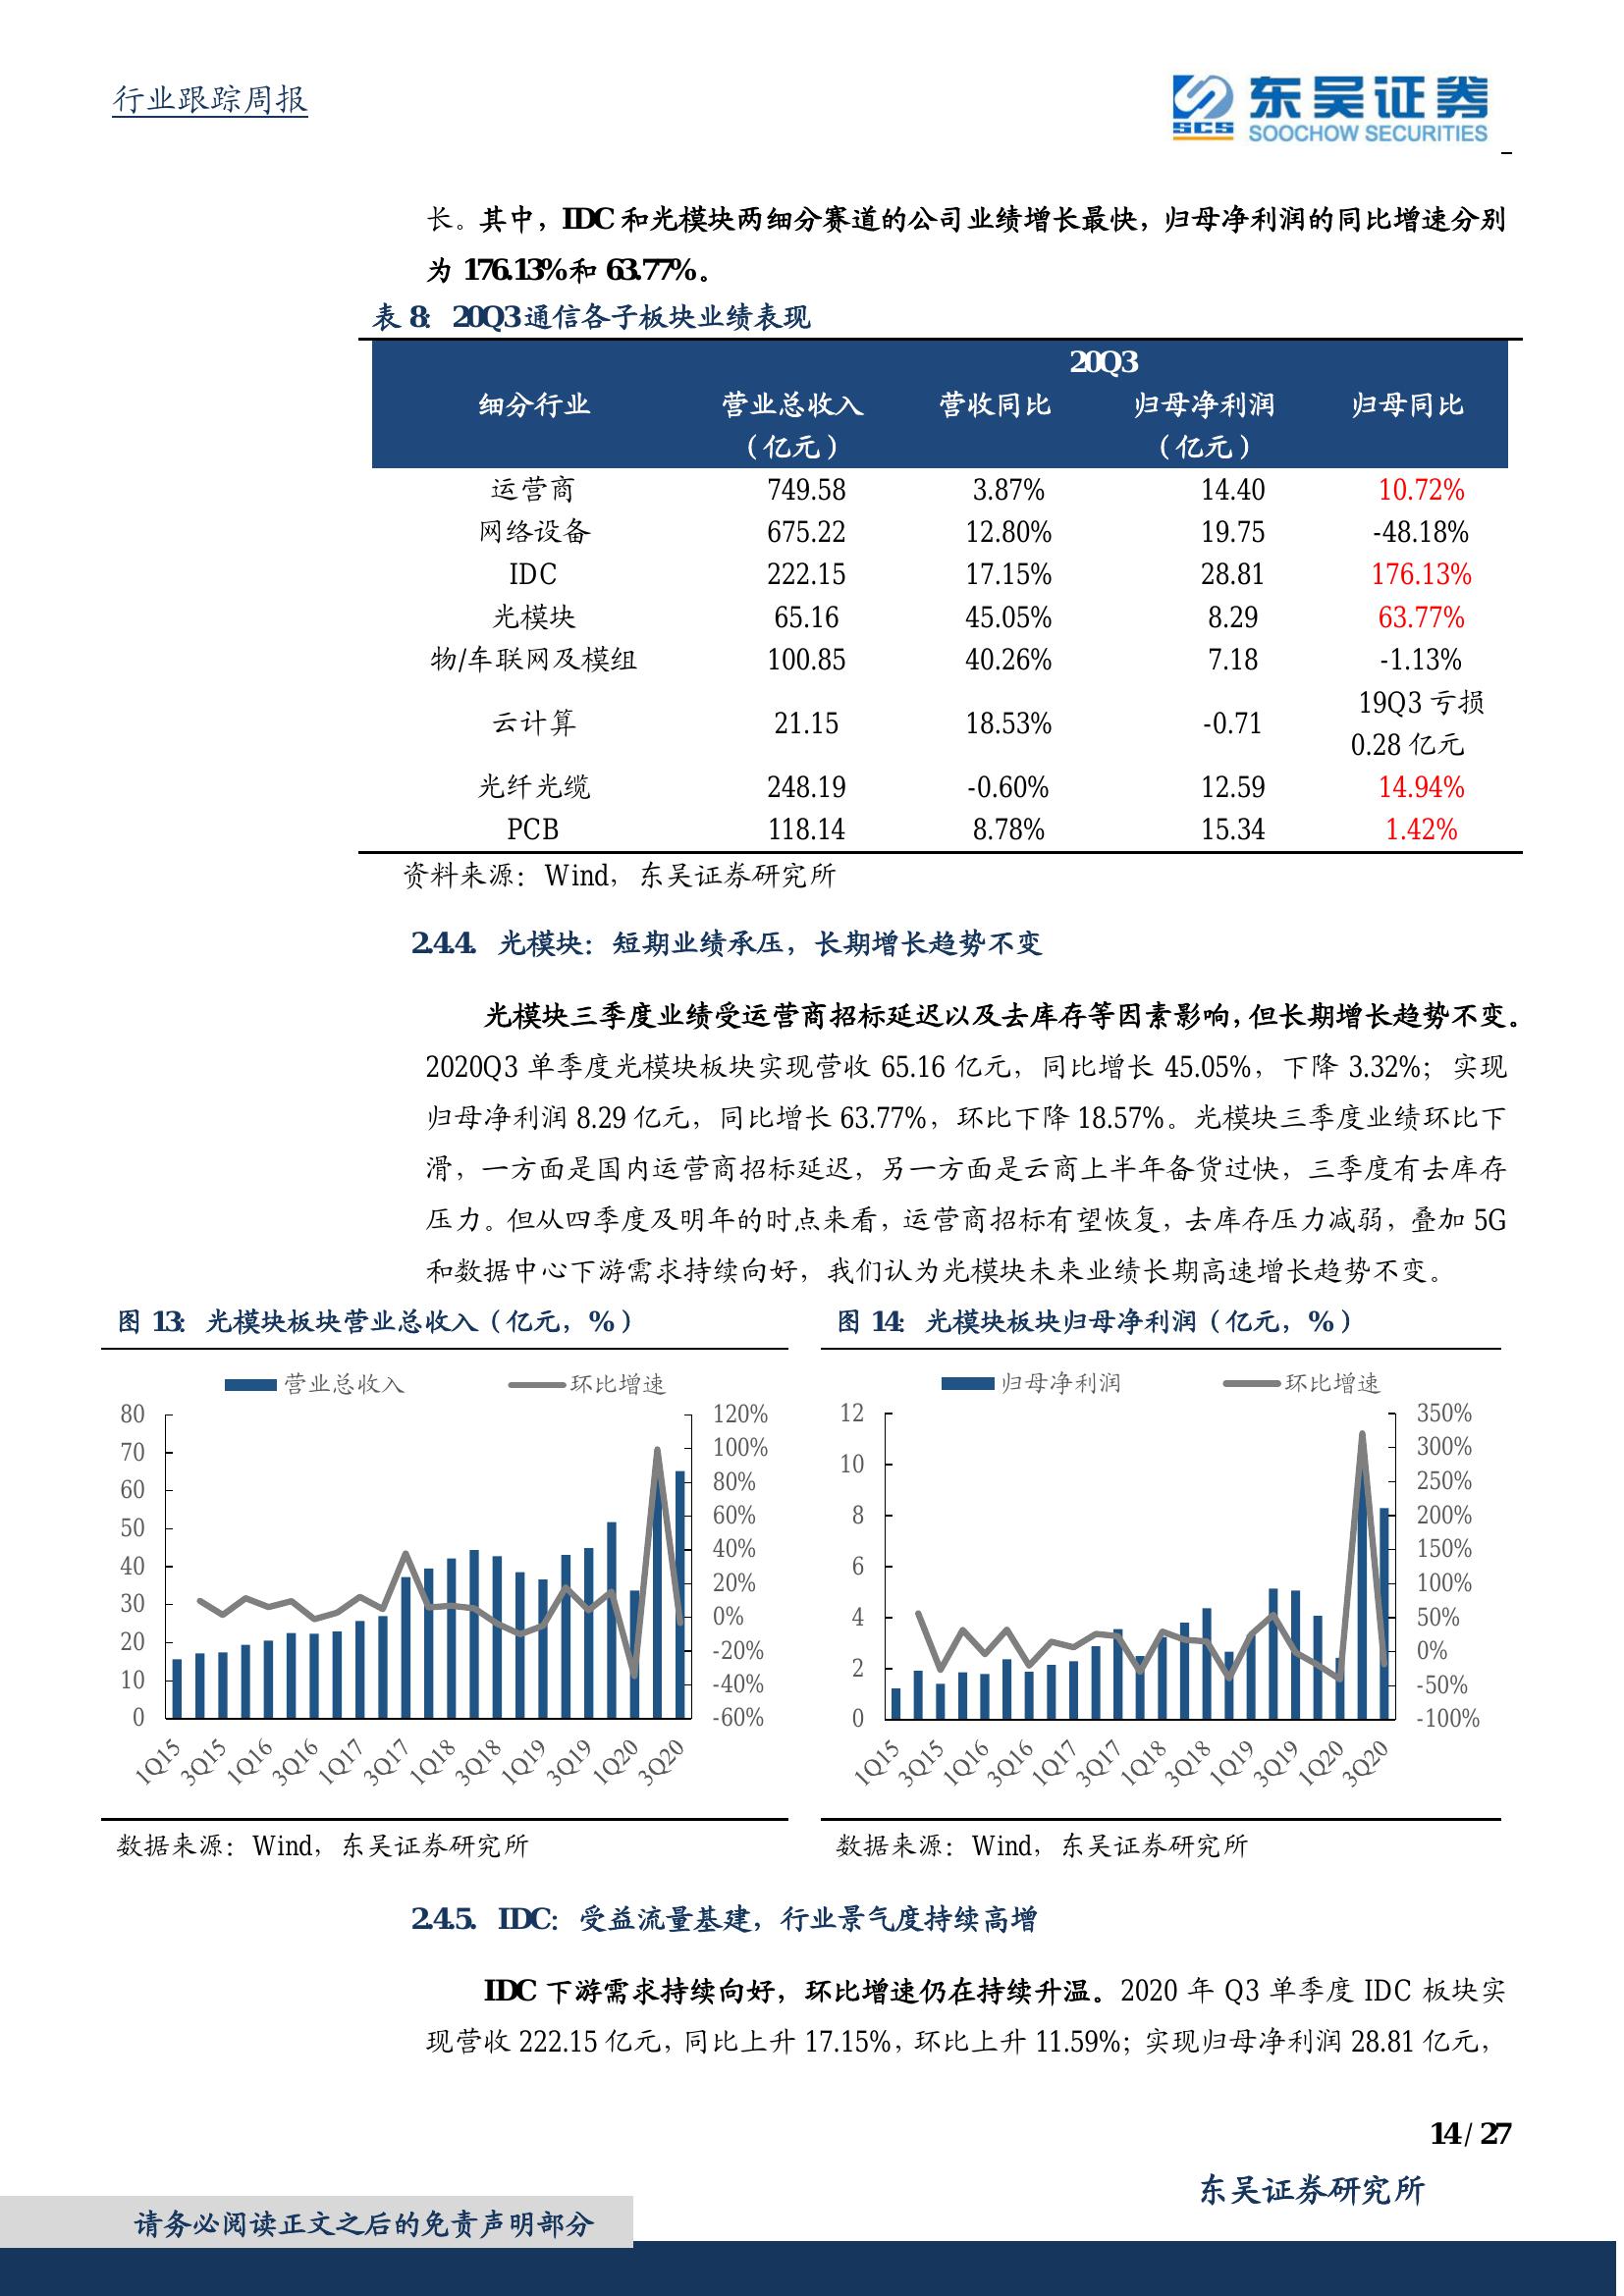 行业跟踪周报
SCS
东吴证券
SOOCHOW SECURITIES
长。其中，IDC 和光模块两细分赛道的公司业绩增长最快，归母净利润的同比增速分别
为 176.13%和 63.77%。
表 8： 20Q3 通信各子板块业绩表现
20Q3
细分行业 营业总收入 营收同比 归母净利润 归母同比
（亿元） （亿元）
运营商 749.58 3.87% 14.40 10.72%
网络设备 675.22 12.80% 19.75 -48.18%
IDC 222.15 17.15% 28.81 176.13%
光模块 65.16 45.05% 8.29 63.77%
物/车联网及模组 100.85 40.26% 7.18 -1.13%
云计算 21.15 18.53% -0.71 19Q3 亏损
0.28 亿元
光纤光缆 248.19 -0.60% 12.59 14.94%
PCB 118.14 8.78% 15.34 1.42%
资料来源：Wind，东吴证券研究所
2.4.4. 光模块：短期业绩承压，长期增长趋势不变
光模块三季度业绩受运营商招标延迟以及去库存等因素影响，但长期增长趋势不变。
2020Q3 单季度光模块板块实现营收 65.16 亿元，同比增长 45.05%，下降 3.32%；实现
归母净利润 8.29 亿元，同比增长 63.77%，环比下降 18.57%。光模块三季度业绩环比下
滑，一方面是国内运营商招标延迟，另一方面是云商上半年备货过快，三季度有去库存
压力。但从四季度及明年的时点来看，运营商招标有望恢复，去库存压力减弱，叠加 5G
和数据中心下游需求持续向好，我们认为光模块未来业绩长期高速增长趋势不变。
图 13：光模块板块营业总收入（亿元，%）
营业总收入 环比增速
80
70
60
50
40
30
20
10
0
120%
100%
80%
60%
40%
20%
0%
-20%
-40%
-60%
1Q15 3Q15 1Q16 3Q16 1Q17 3Q17 1Q18 3Q18 1Q19 3Q19 1Q20 3Q20
数据来源：Wind，东吴证券研究所
图 14：光模块板块归母净利润（亿元，%）
归母净利润 环比增速
12
10
8
6
4
2
0
350%
300%
250%
200%
150%
100%
50%
0%
-50%
-100%
1Q15 3Q15 1Q16 3Q16 1Q17 3Q17 1Q18 3Q18 1Q19 3Q19 1Q20 3Q20
数据来源：Wind，东吴证券研究所
2.4.5. IDC：受益流量基建，行业景气度持续高增
IDC 下游需求持续向好，环比增速仍在持续升温。2020 年 Q3 单季度 IDC 板块实
现营收 222.15 亿元，同比上升 17.15%，环比上升 11.59%；实现归母净利润 28.81 亿元，
14 / 27
东吴证券研究所
请务必阅读正文之后的免责声明部分